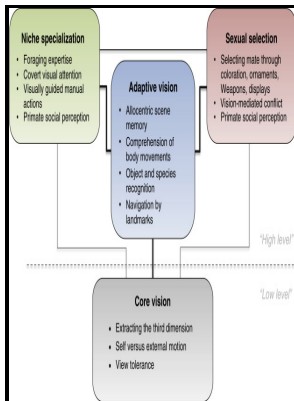 Niche specialization
• Foraging expertise
• Covert visual attention
• Visually guided manual
actions
• Primate social perception
Sexual selection
• Selecting mate through
coloration, ornaments,
Weapons, displays
• Vision-mediated conflict
• Primate social perception
Adaptive vision
• Allocentric scene
memory
• Comprehension of
body movements
• Object and species
recognition
• Navigation by
landmarks
"High level"
"Low level"
Core vision
• Extracting the third dimension
• Self versus external motion
• View tolerance